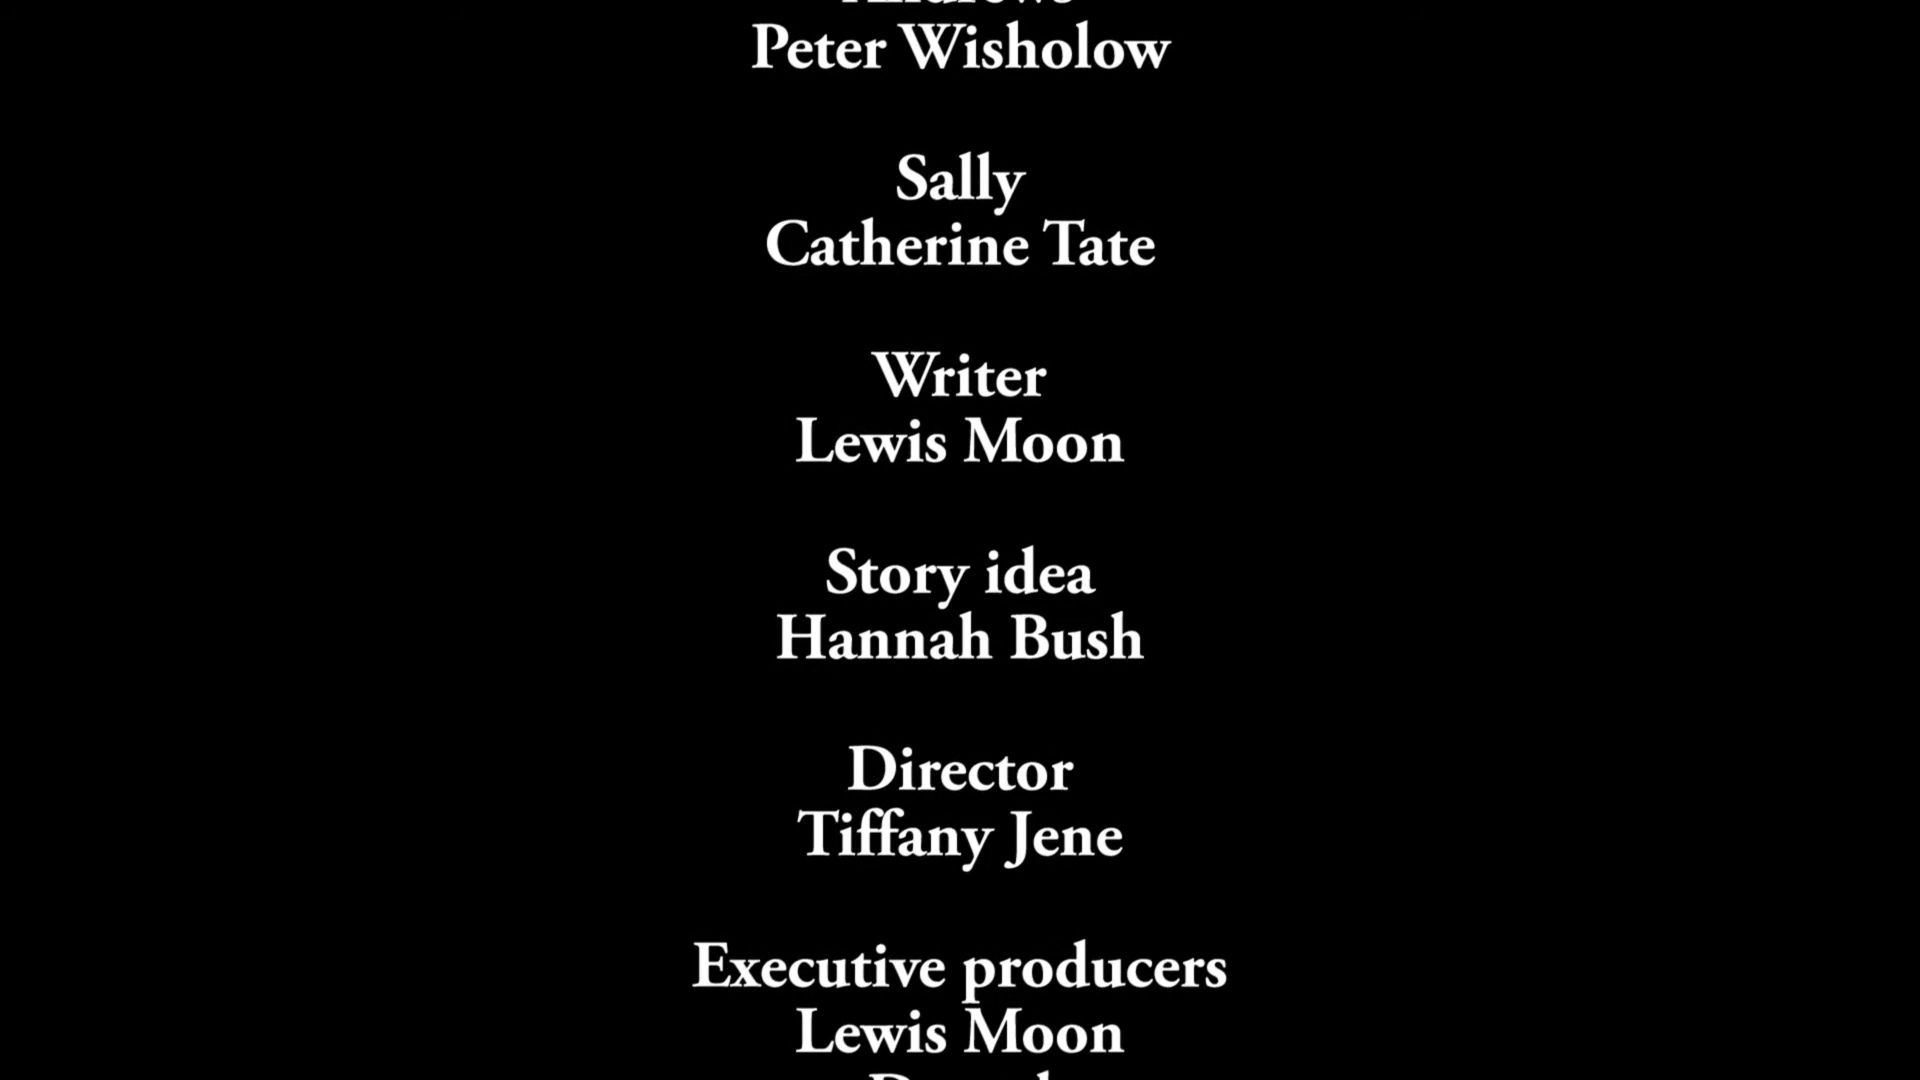 Peter Wisholow
Sally
Catherine Tate
Writer
Lewis Moon
Story idea
Hannah Bush
Director
Tiffany Jene
Executive producers
Lewis Moon